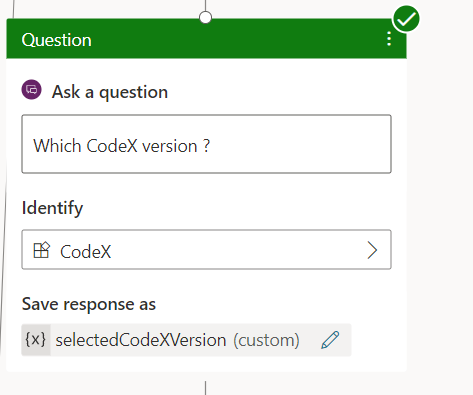 Question
Ask a question
Which CodeX version ?
Identify
CodeX
Save response as
{x} selectedCodeXVersion (custom)